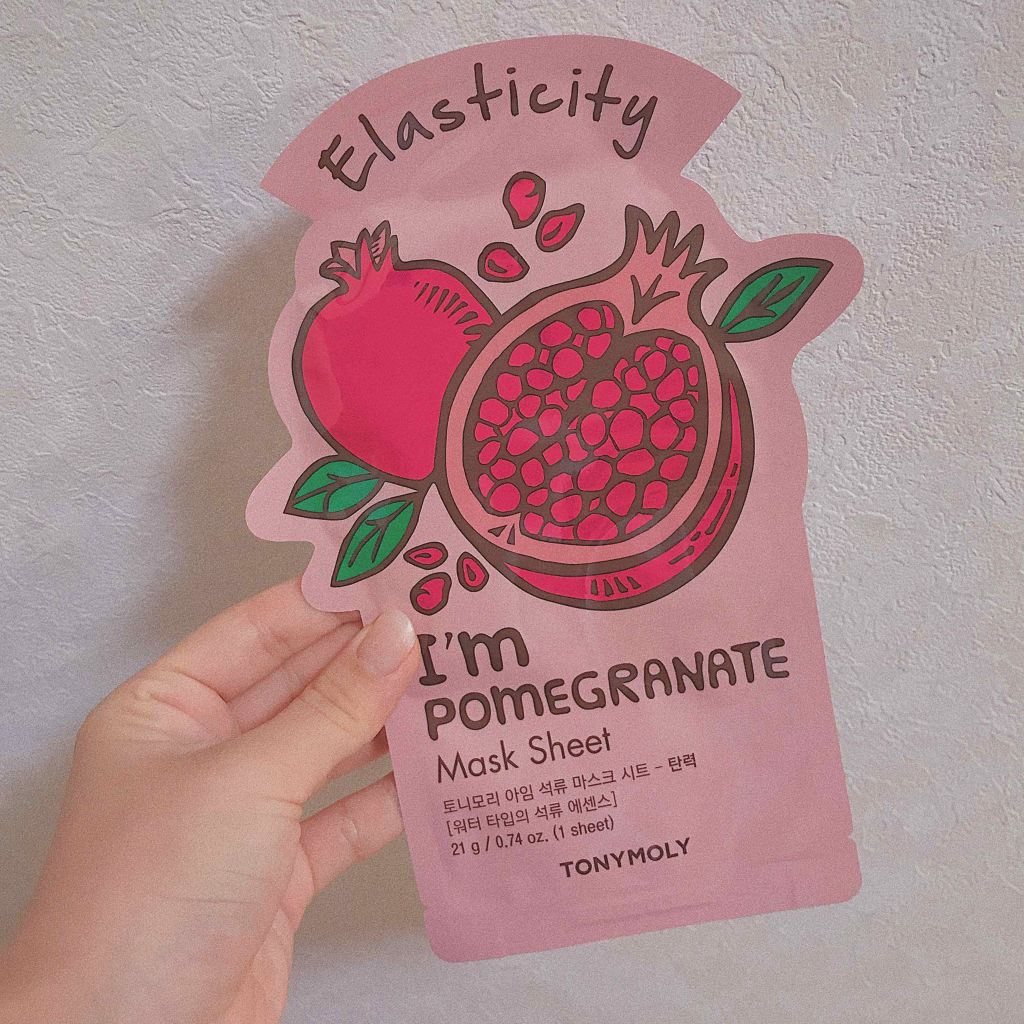 Elasticity
I'm
POMEGRANATE
Mask Sheet
토니모리 아임 석류 마스크 시트 - 탄력
[워터 타입의 석류 에센스]
21 g / 0.74 oz. (1 sheet)
TONYMOLY